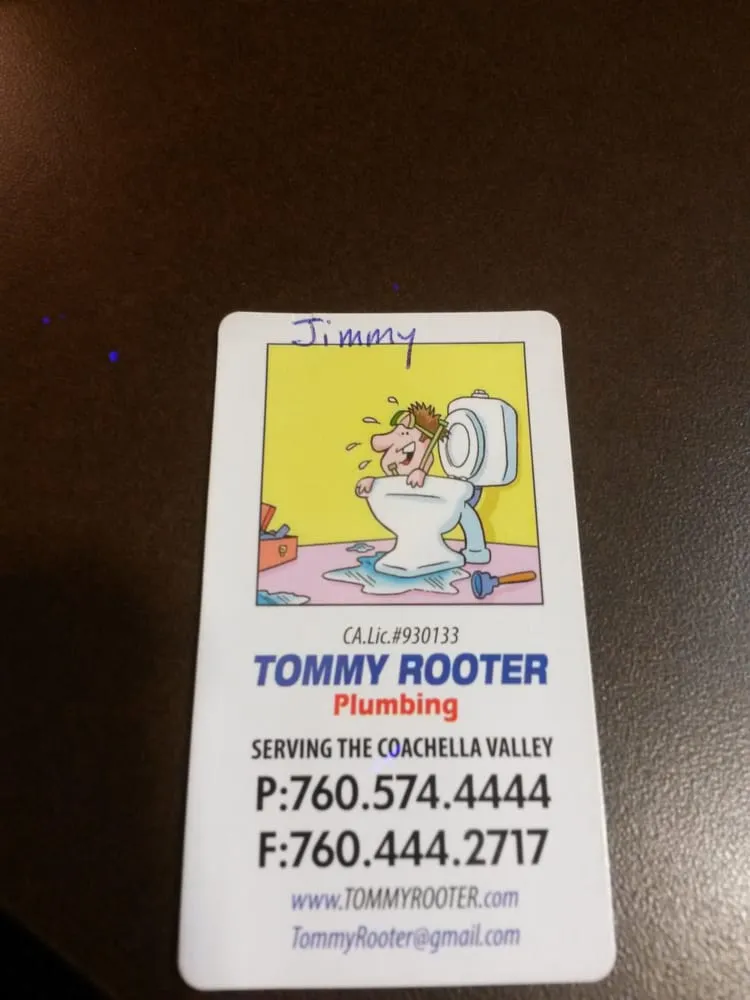 Jimmy
CA.Lic.#930133
TOMMY ROOTER
Plumbing
SERVING THE COACHELLA VALLEY
P:760.574.4444
F:760.444.2717
www.TOMMYROOTER.com
TommyRooter@gmail.com